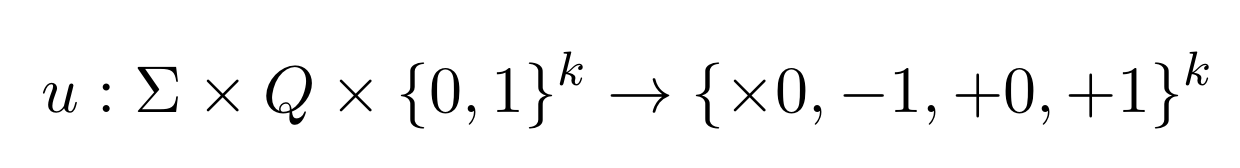 u : Σ × Q × {0, 1}^k → {×0, −1, +0, +1}^k